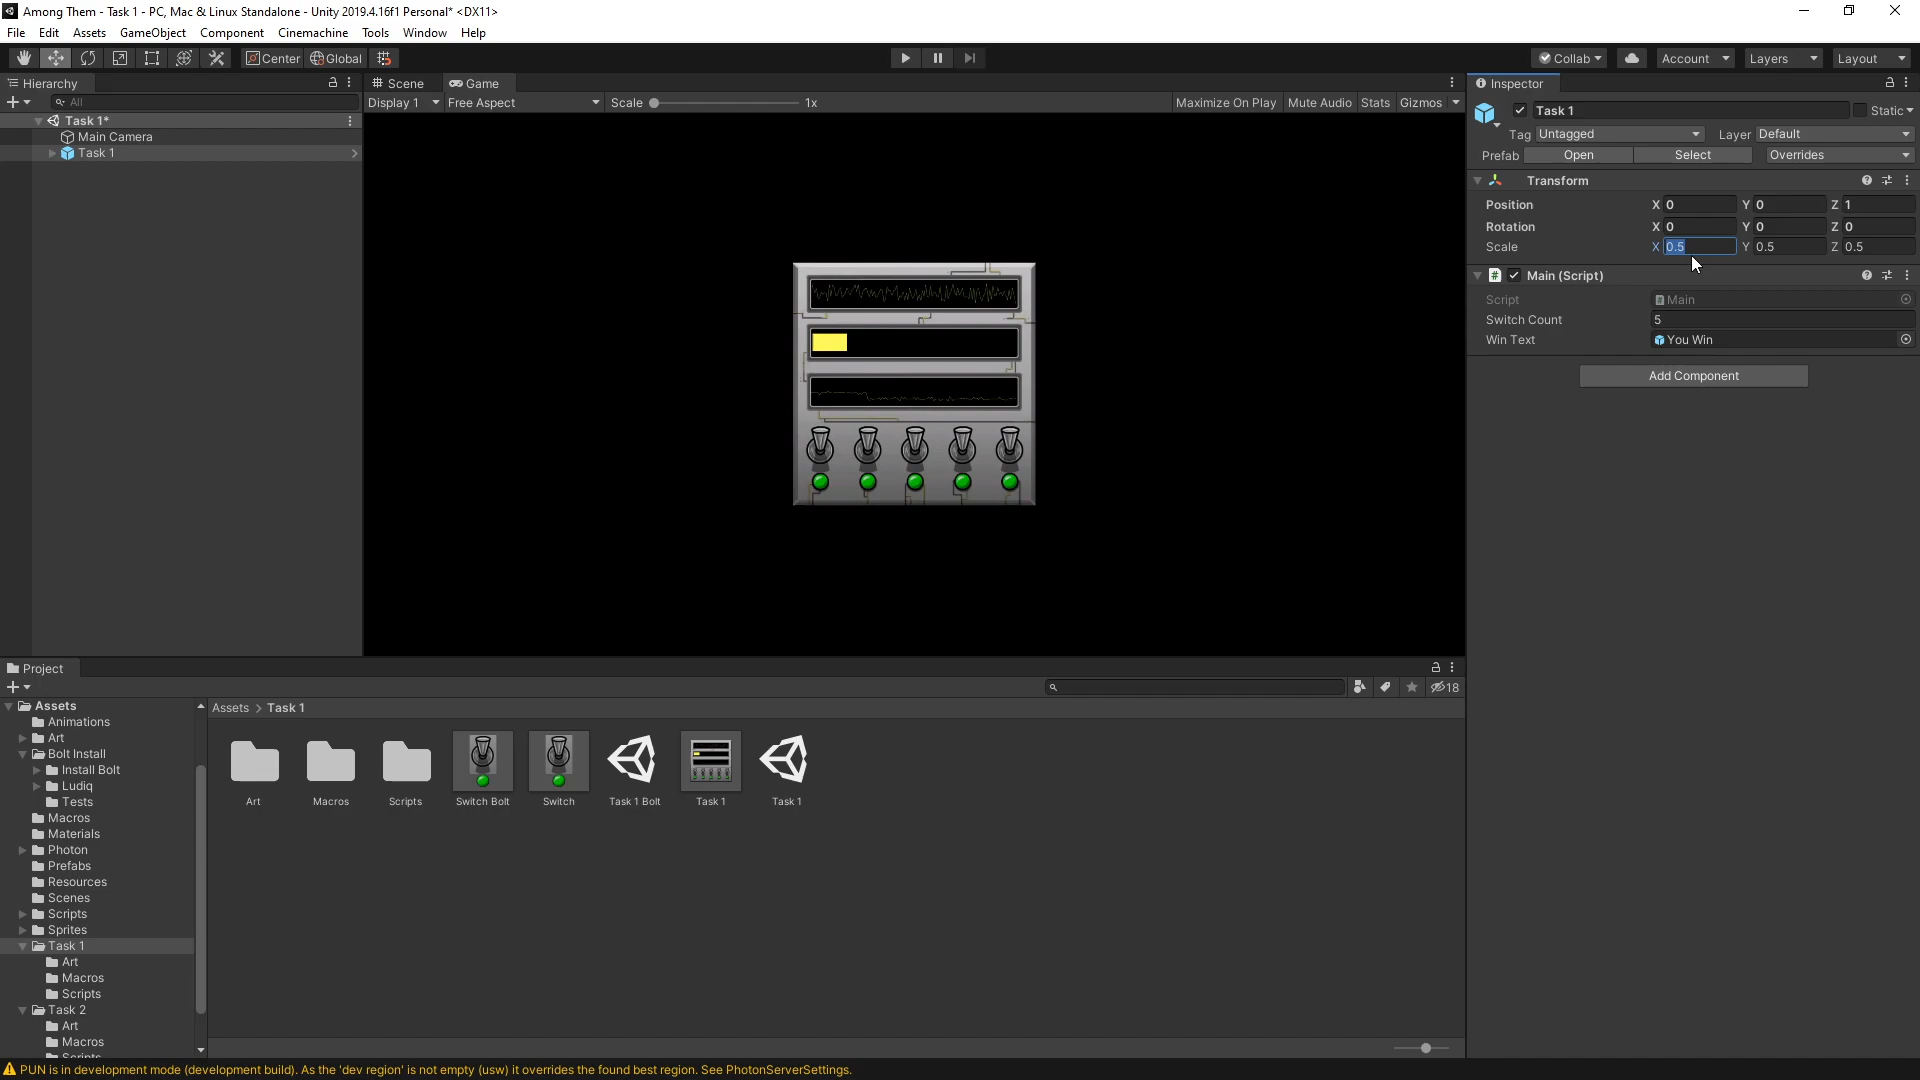 Among Them - Task 1 - PC, Mac & Linux Standalone - Unity 2019.4.16f1 Personal* <DX11>
File Edit Assets GameObject Component Cinemachine Tools Window Help
Center Global Collab Account Layers Layout
Hierarchy
All
Task 1*
Main Camera
Task 1
Scene Game
Display 1 Free Aspect Scale 1x Maximize On Play Mute Audio Stats Gizmos
Inspector
Task 1 Static
Tag Untagged Layer Default
Prefab Open Select Overrides
Transform
Position X 0 Y 0 Z 1
Rotation X 0 Y 0 Z 0
Scale X 0.5 Y 0.5 Z 0.5
# Main (Script)
Script Main
Switch Count 5
Win Text You Win
Add Component
Project
18
Assets
Animations
Art
Bolt Install
Install Bolt
Ludiq
Tests
Macros
Materials
Photon
Prefabs
Resources
Scenes
Scripts
Sprites
Task 1
Art
Macros
Scripts
Task 2
Art
Macros
Scripts
Assets > Task 1
Art Macros Scripts Switch Bolt Switch Task 1 Bolt Task 1 Task 1
PUN is in development mode (development build). As the 'dev region' is not empty (usw) it overrides the found best region. See PhotonServerSettings.